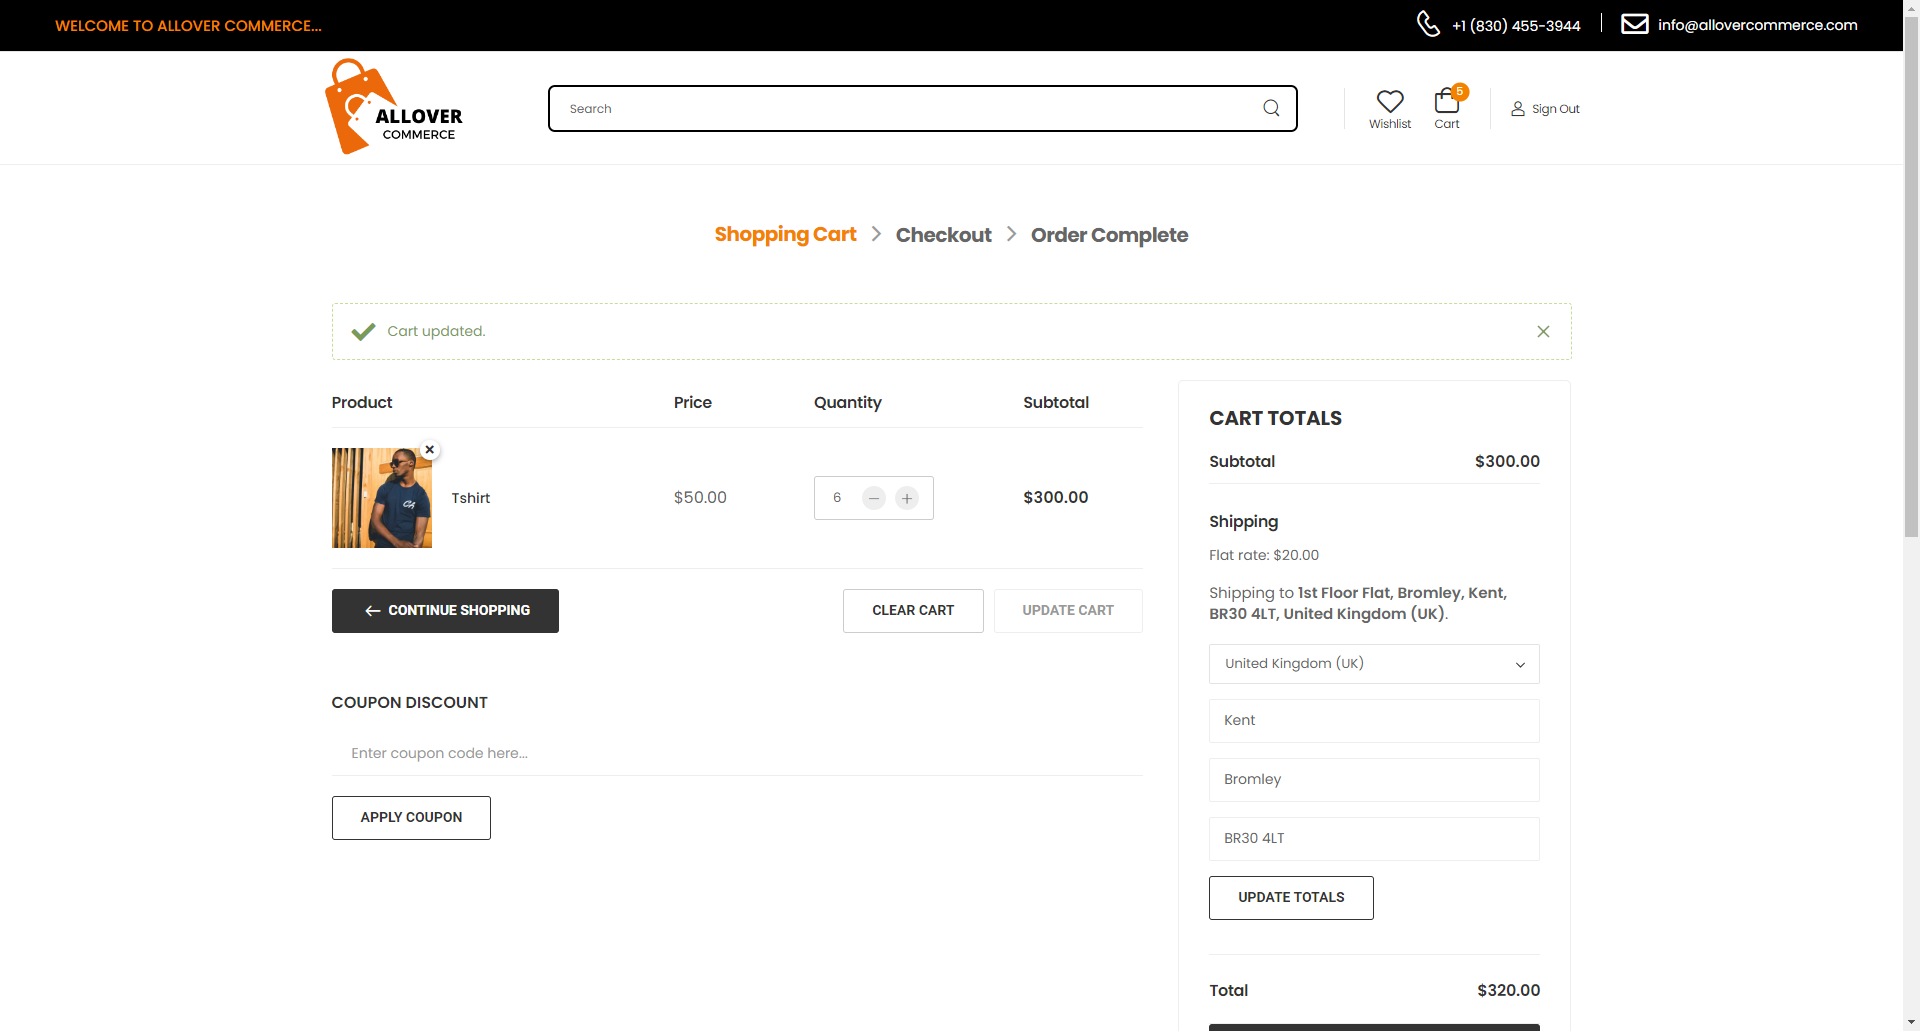 WELCOME TO ALLOVER COMMERCE...
+1 (830) 455-3944
info@allovercommerce.com
ALLOVER
COMMERCE
Search
Wishlist
5
Cart
Sign Out
Shopping Cart
Checkout
Order Complete
Cart updated.
Product Price Quantity Subtotal
Tshirt $50.00 6 $300.00
CONTINUE SHOPPING
CLEAR CART
UPDATE CART
COUPON DISCOUNT
Enter coupon code here...
APPLY COUPON
CART TOTALS
Subtotal $300.00
Shipping
Flat rate: $20.00
Shipping to 1st Floor Flat, Bromley, Kent,
BR30 4LT, United Kingdom (UK).
United Kingdom (UK)
Kent
Bromley
BR30 4LT
UPDATE TOTALS
Total $320.00